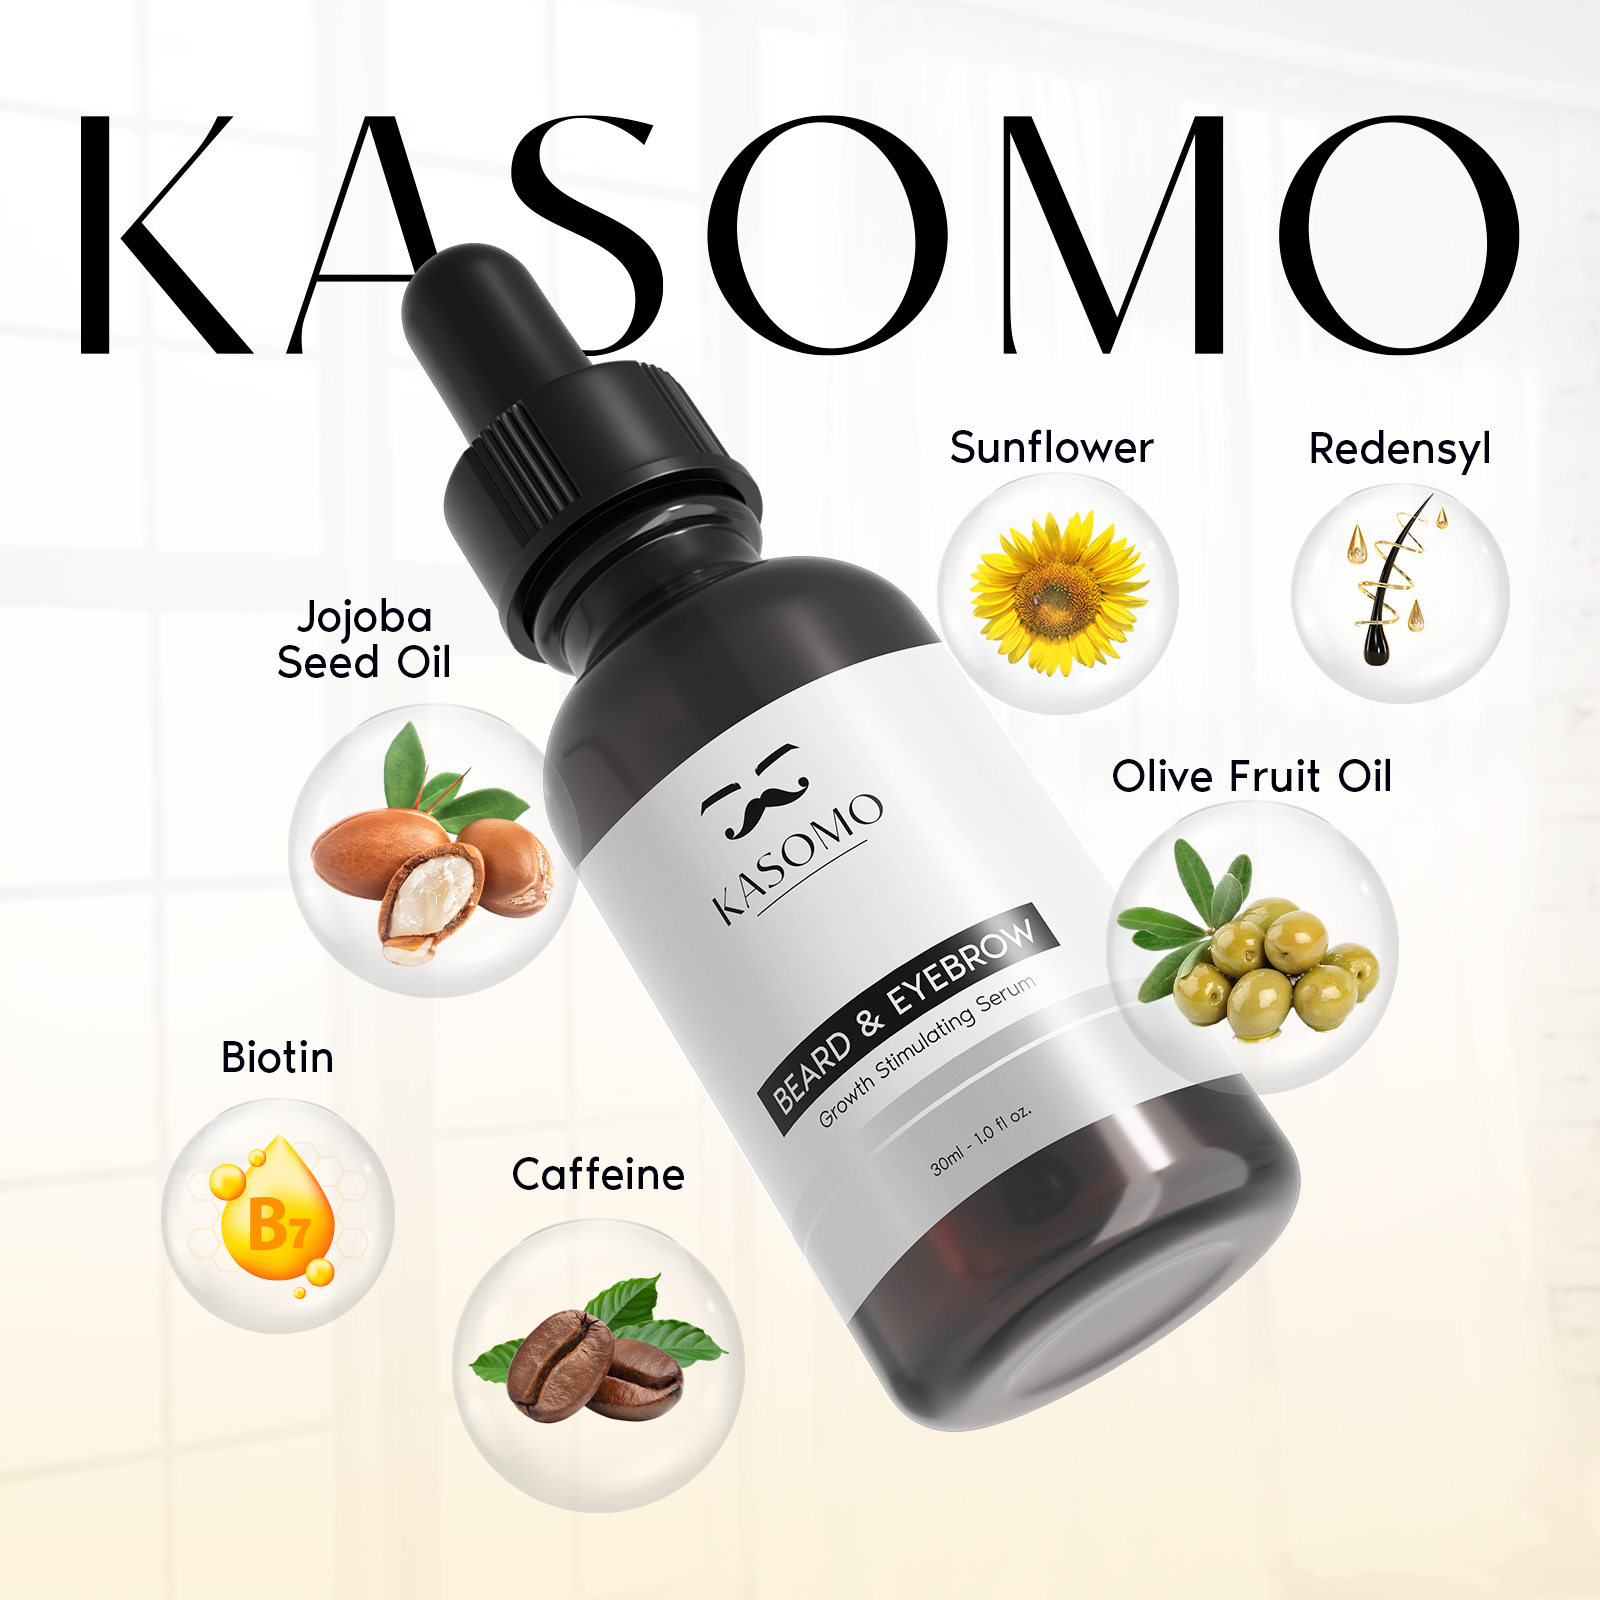 KASOMO
Sunflower
Redensyl
Jojoba
Seed Oil
Olive Fruit Oil
KASOMO
BEARD & EYEBROW
Growth Stimulating Serum
30ml - 1.0 fl oz.
Biotin
B7
Caffeine